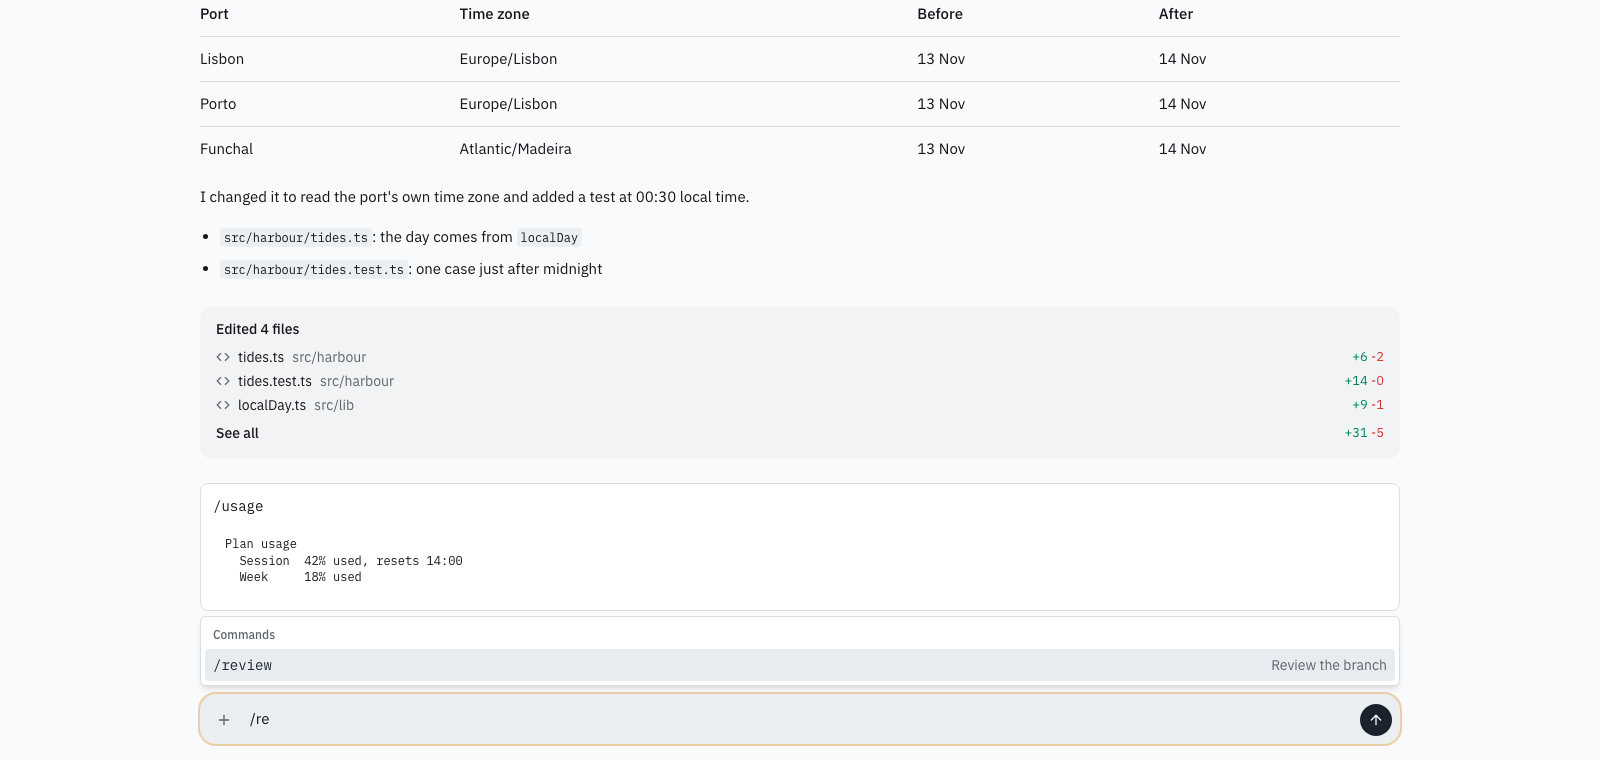 Port Time zone Before After
Lisbon Europe/Lisbon 13 Nov 14 Nov
Porto Europe/Lisbon 13 Nov 14 Nov
Funchal Atlantic/Madeira 13 Nov 14 Nov
I changed it to read the port's own time zone and added a test at 00:30 local time.
• src/harbour/tides.ts: the day comes from localDay
• src/harbour/tides.test.ts: one case just after midnight
Edited 4 files
tides.ts src/harbour +6 -2
tides.test.ts src/harbour +14 -0
localDay.ts src/lib +9 -1
See all +31 -5
/usage
Plan usage
Session 42% used, resets 14:00
Week 18% used
Commands
/review Review the branch
/re